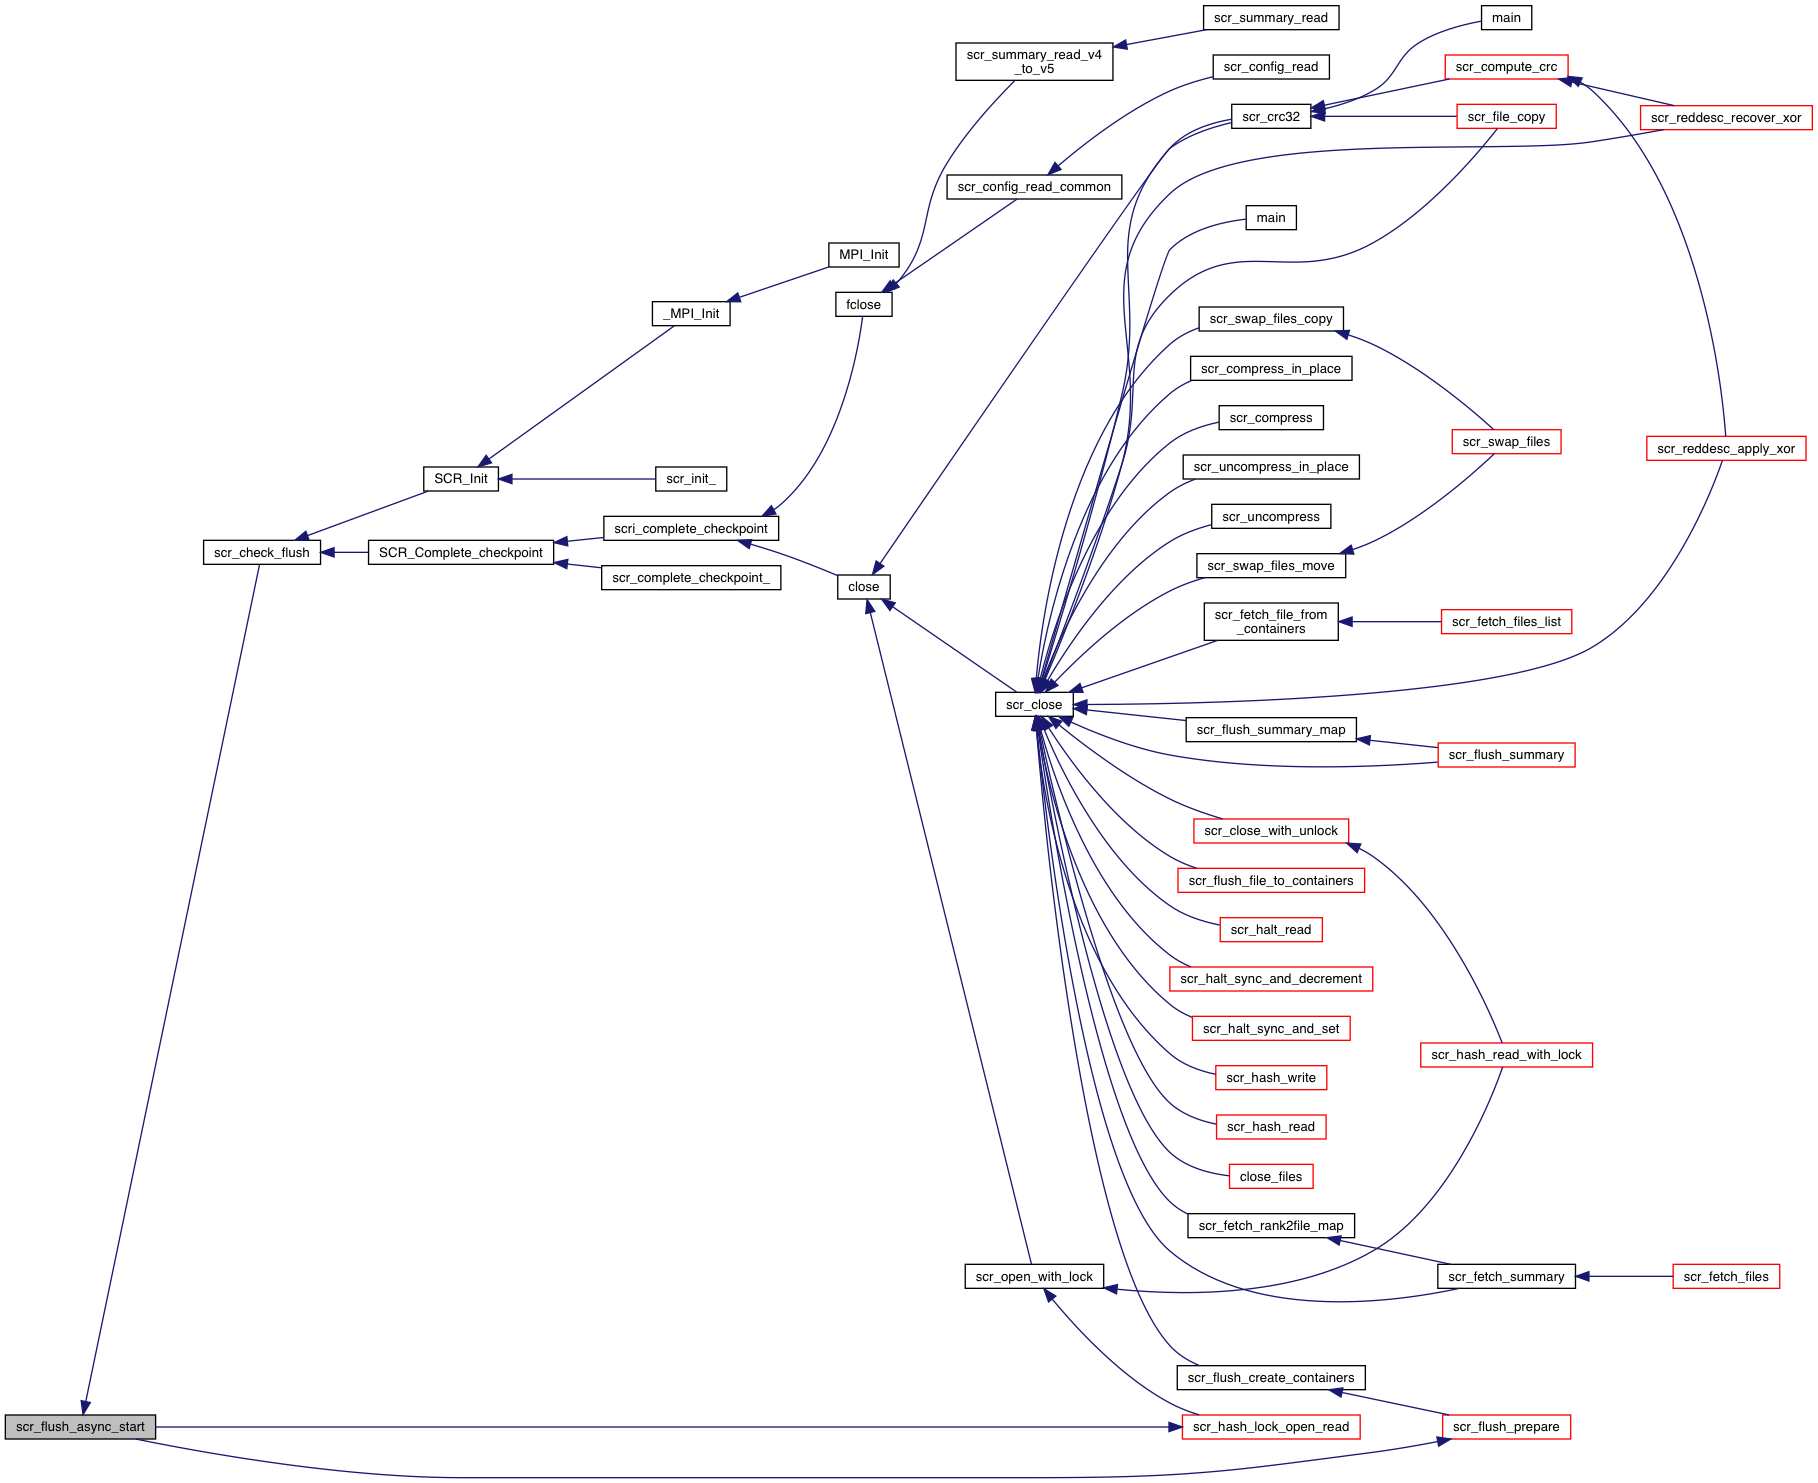 scr_summary_read
main
scr_summary_read_v4
_to_v5
scr_config_read
scr_compute_crc
scr_crc32
scr_file_copy
scr_reddesc_recover_xor
scr_config_read_common
main
MPI_Init
fclose
_MPI_Init
scr_swap_files_copy
scr_compress_in_place
scr_compress
scr_swap_files
scr_reddesc_apply_xor
scr_uncompress_in_place
SCR_Init
scr_init_
scr_uncompress
scri_complete_checkpoint
scr_check_flush
SCR_Complete_checkpoint
scr_complete_checkpoint_
close
scr_swap_files_move
scr_fetch_file_from
_containers
scr_fetch_files_list
scr_close
scr_flush_summary_map
scr_flush_summary
scr_close_with_unlock
scr_flush_file_to_containers
scr_halt_read
scr_halt_sync_and_decrement
scr_halt_sync_and_set
scr_hash_read_with_lock
scr_hash_write
scr_hash_read
close_files
scr_fetch_rank2file_map
scr_open_with_lock
scr_fetch_summary
scr_fetch_files
scr_flush_create_containers
scr_flush_async_start
scr_hash_lock_open_read
scr_flush_prepare